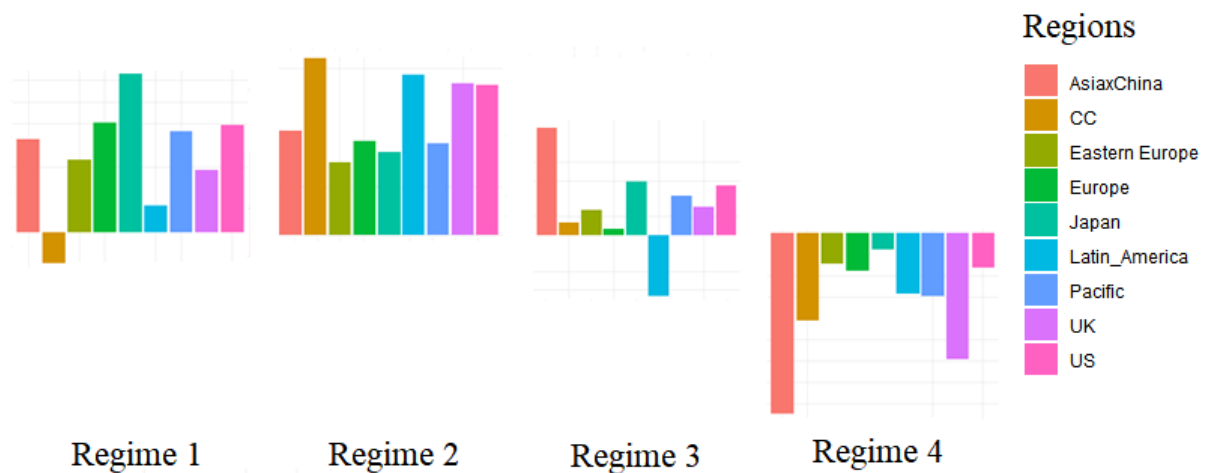 Regions
AsiaxChina
CC
Eastern Europe
Europe
Japan
Latin_America
Pacific
UK
US
Regime 1
Regime 2
Regime 3
Regime 4